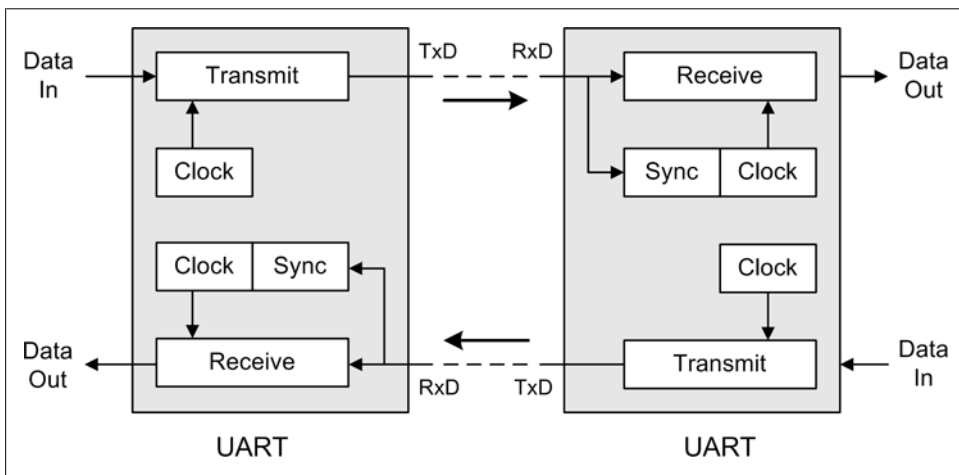 Data
In
Transmit
TxD
RxD
Receive
Data
Out
Clock
Sync
Clock
Clock
Sync
Clock
Data
Out
Receive
RxD
TxD
Transmit
Data
In
UART
UART